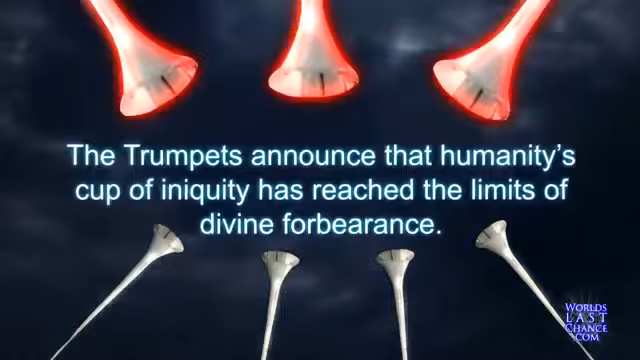 The Trumpets announce that humanity's
cup of iniquity has reached the limits of
divine forbearance.
WORLDS
LAST
CHANCE
.COM